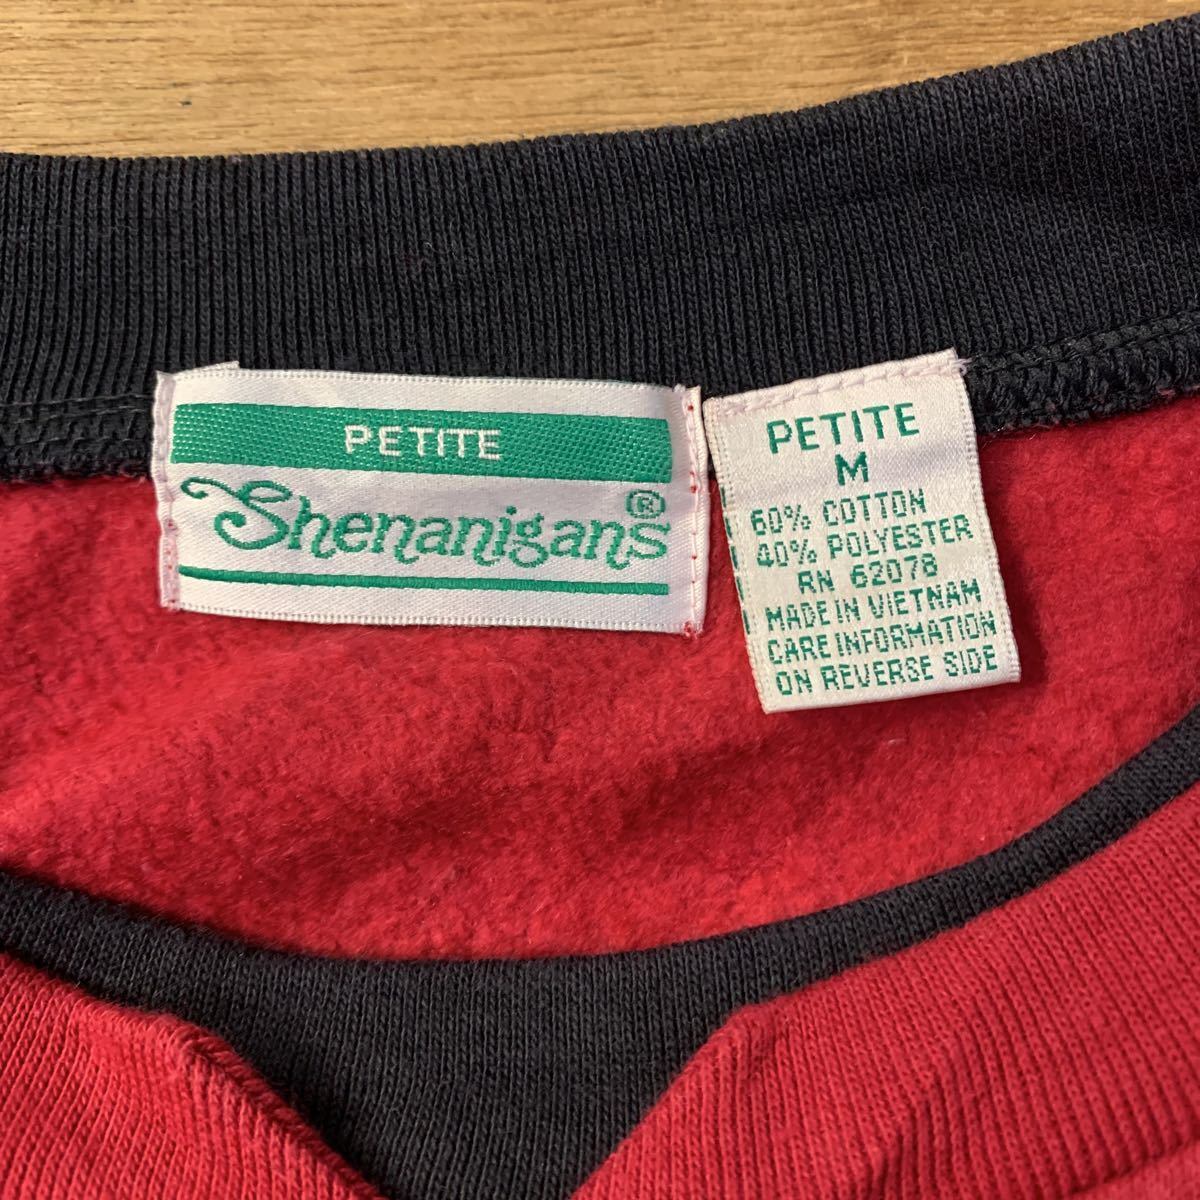 PETITE
Shenanigans®
PETITE
M
60% COTTON
40% POLYESTER
RN 62078
MADE IN VIETNAM
CARE INFORMATION
ON REVERSE SIDE